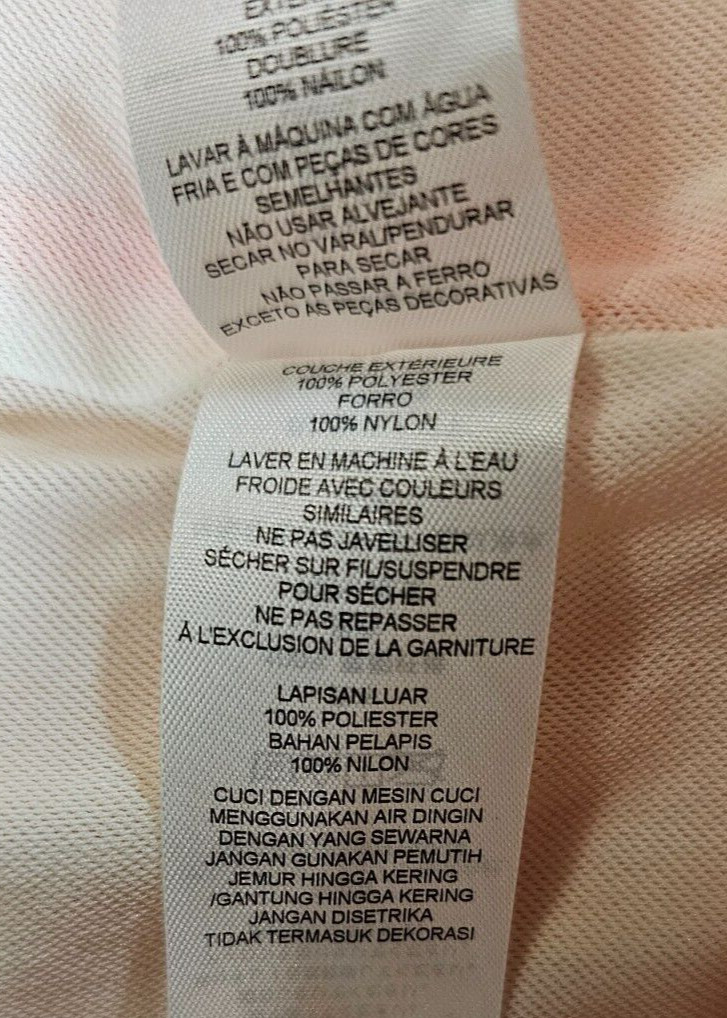 100% POLIÉSTER
DOUBLURE
100% NÁILON
LAVAR À MÁQUINA COM ÁGUA
FRIA E COM PEÇAS DE CORES
SEMELHANTES
NÃO USAR ALVEJANTE
SECAR NO VARAL/PENDURAR
PARA SECAR
NÃO PASSAR A FERRO
EXCETO AS PEÇAS DECORATIVAS
COUCHE EXTÉRIEURE
100% POLYESTER
FORRO
100% NYLON
LAVER EN MACHINE À L'EAU
FROIDE AVEC COULEURS
SIMILAIRES
NE PAS JAVELLISER
SÉCHER SUR FIL/SUSPENDRE
POUR SÉCHER
NE PAS REPASSER
À L'EXCLUSION DE LA GARNITURE
LAPISAN LUAR
100% POLIESTER
BAHAN PELAPIS
100% NILON
CUCI DENGAN MESIN CUCI
MENGGUNAKAN AIR DINGIN
DENGAN YANG SEWARNA
JANGAN GUNAKAN PEMUTIH
JEMUR HINGGA KERING
/GANTUNG HINGGA KERING
JANGAN DISETRIKA
TIDAK TERMASUK DEKORASI